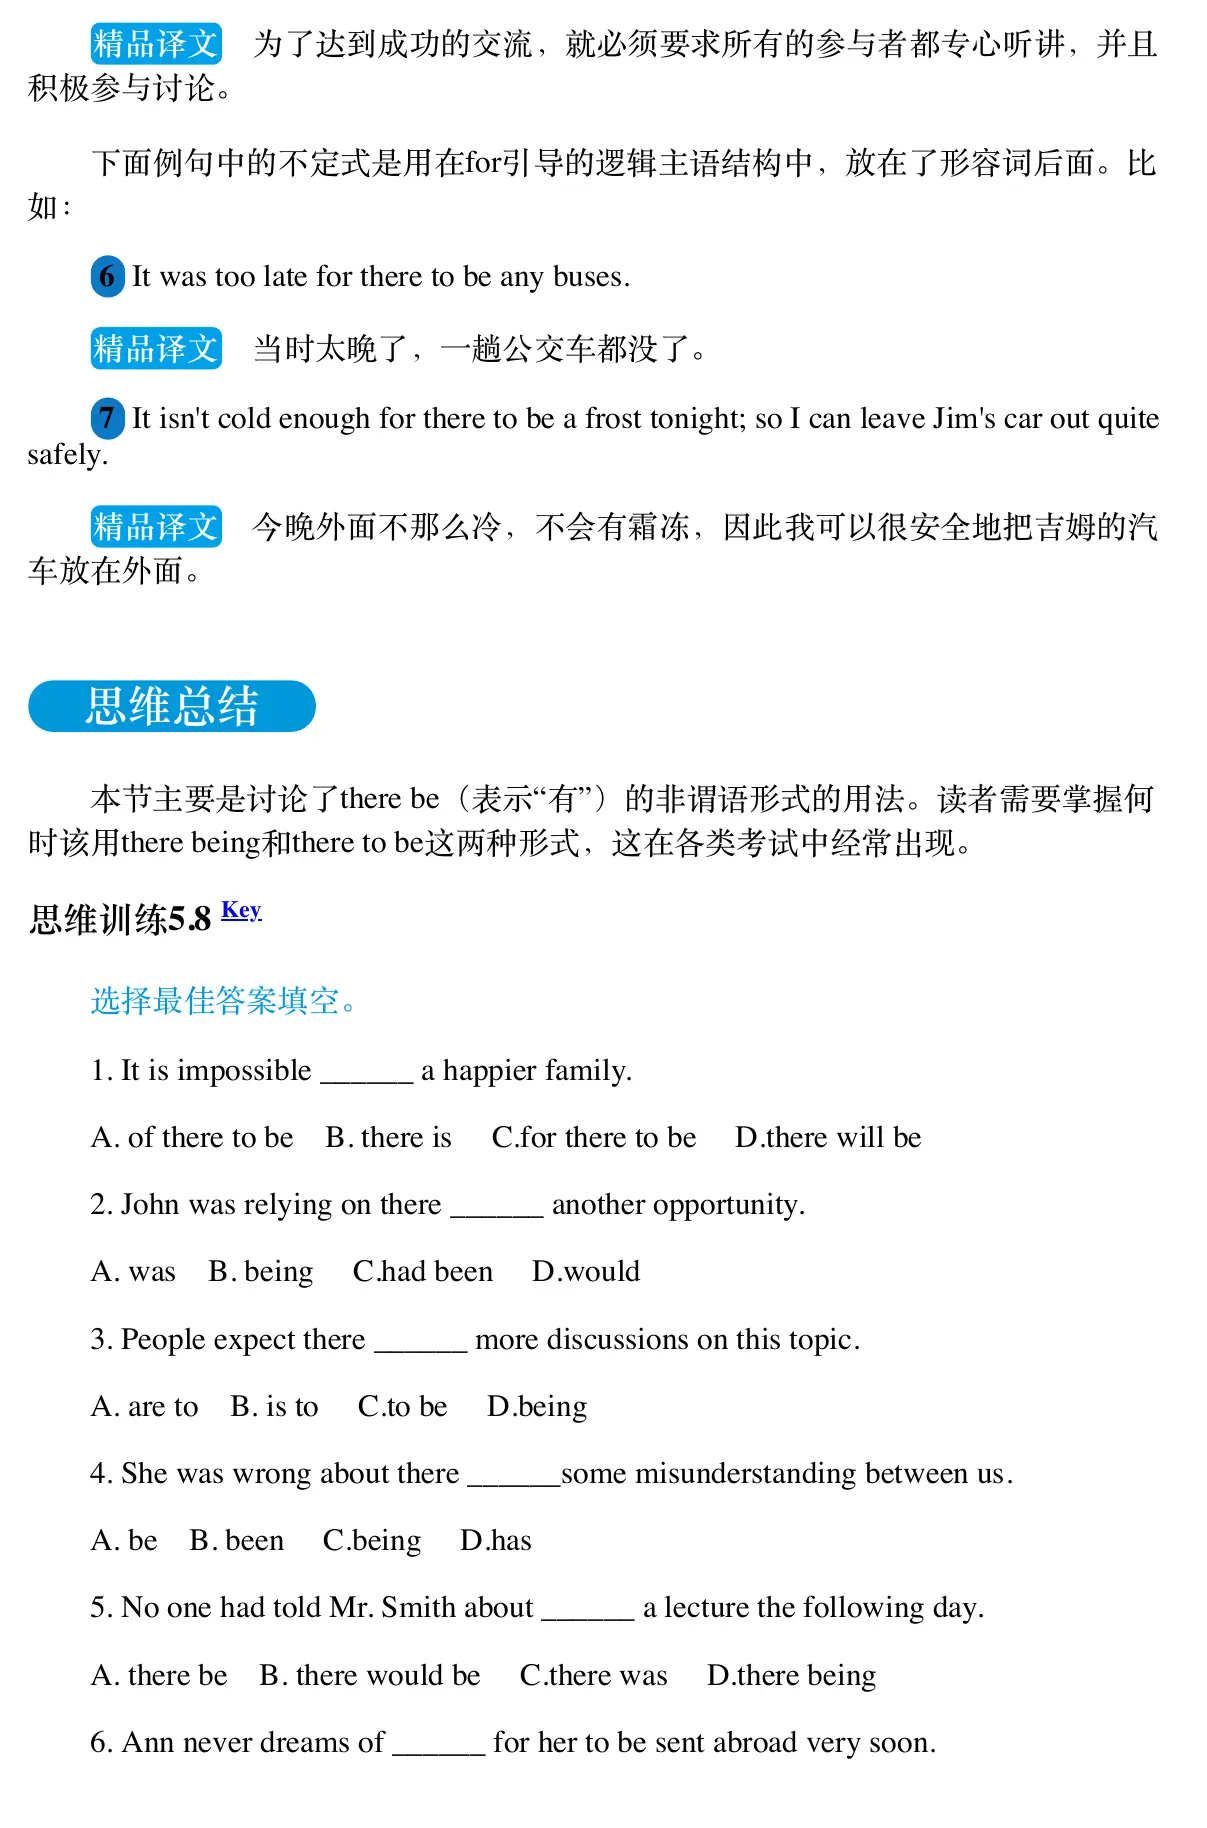 精品译文 为了达到成功的交流，就必须要求所有的参与者都专心听讲，并且
积极参与讨论。
下面例句中的不定式是用在for引导的逻辑主语结构中，放在了形容词后面。比
如：
6 It was too late for there to be any buses.
精品译文 当时太晚了，一趟公交车都没了。
7 It isn't cold enough for there to be a frost tonight; so I can leave Jim's car out quite
safely.
精品译文 今晚外面不那么冷，不会有霜冻，因此我可以很安全地把吉姆的汽
车放在外面。
思维总结
本节主要是讨论了there be（表示“有”）的非谓语形式的用法。读者需要掌握何
时该用there being和there to be这两种形式，这在各类考试中经常出现。
思维训练5.8 Key
选择最佳答案填空。
1. It is impossible ______ a happier family.
A. of there to be B. there is C.for there to be D.there will be
2. John was relying on there ______ another opportunity.
A. was B. being C.had been D.would
3. People expect there ______ more discussions on this topic.
A. are to B. is to C.to be D.being
4. She was wrong about there ______some misunderstanding between us.
A. be B. been C.being D.has
5. No one had told Mr. Smith about ______ a lecture the following day.
A. there be B. there would be C.there was D.there being
6. Ann never dreams of ______ for her to be sent abroad very soon.